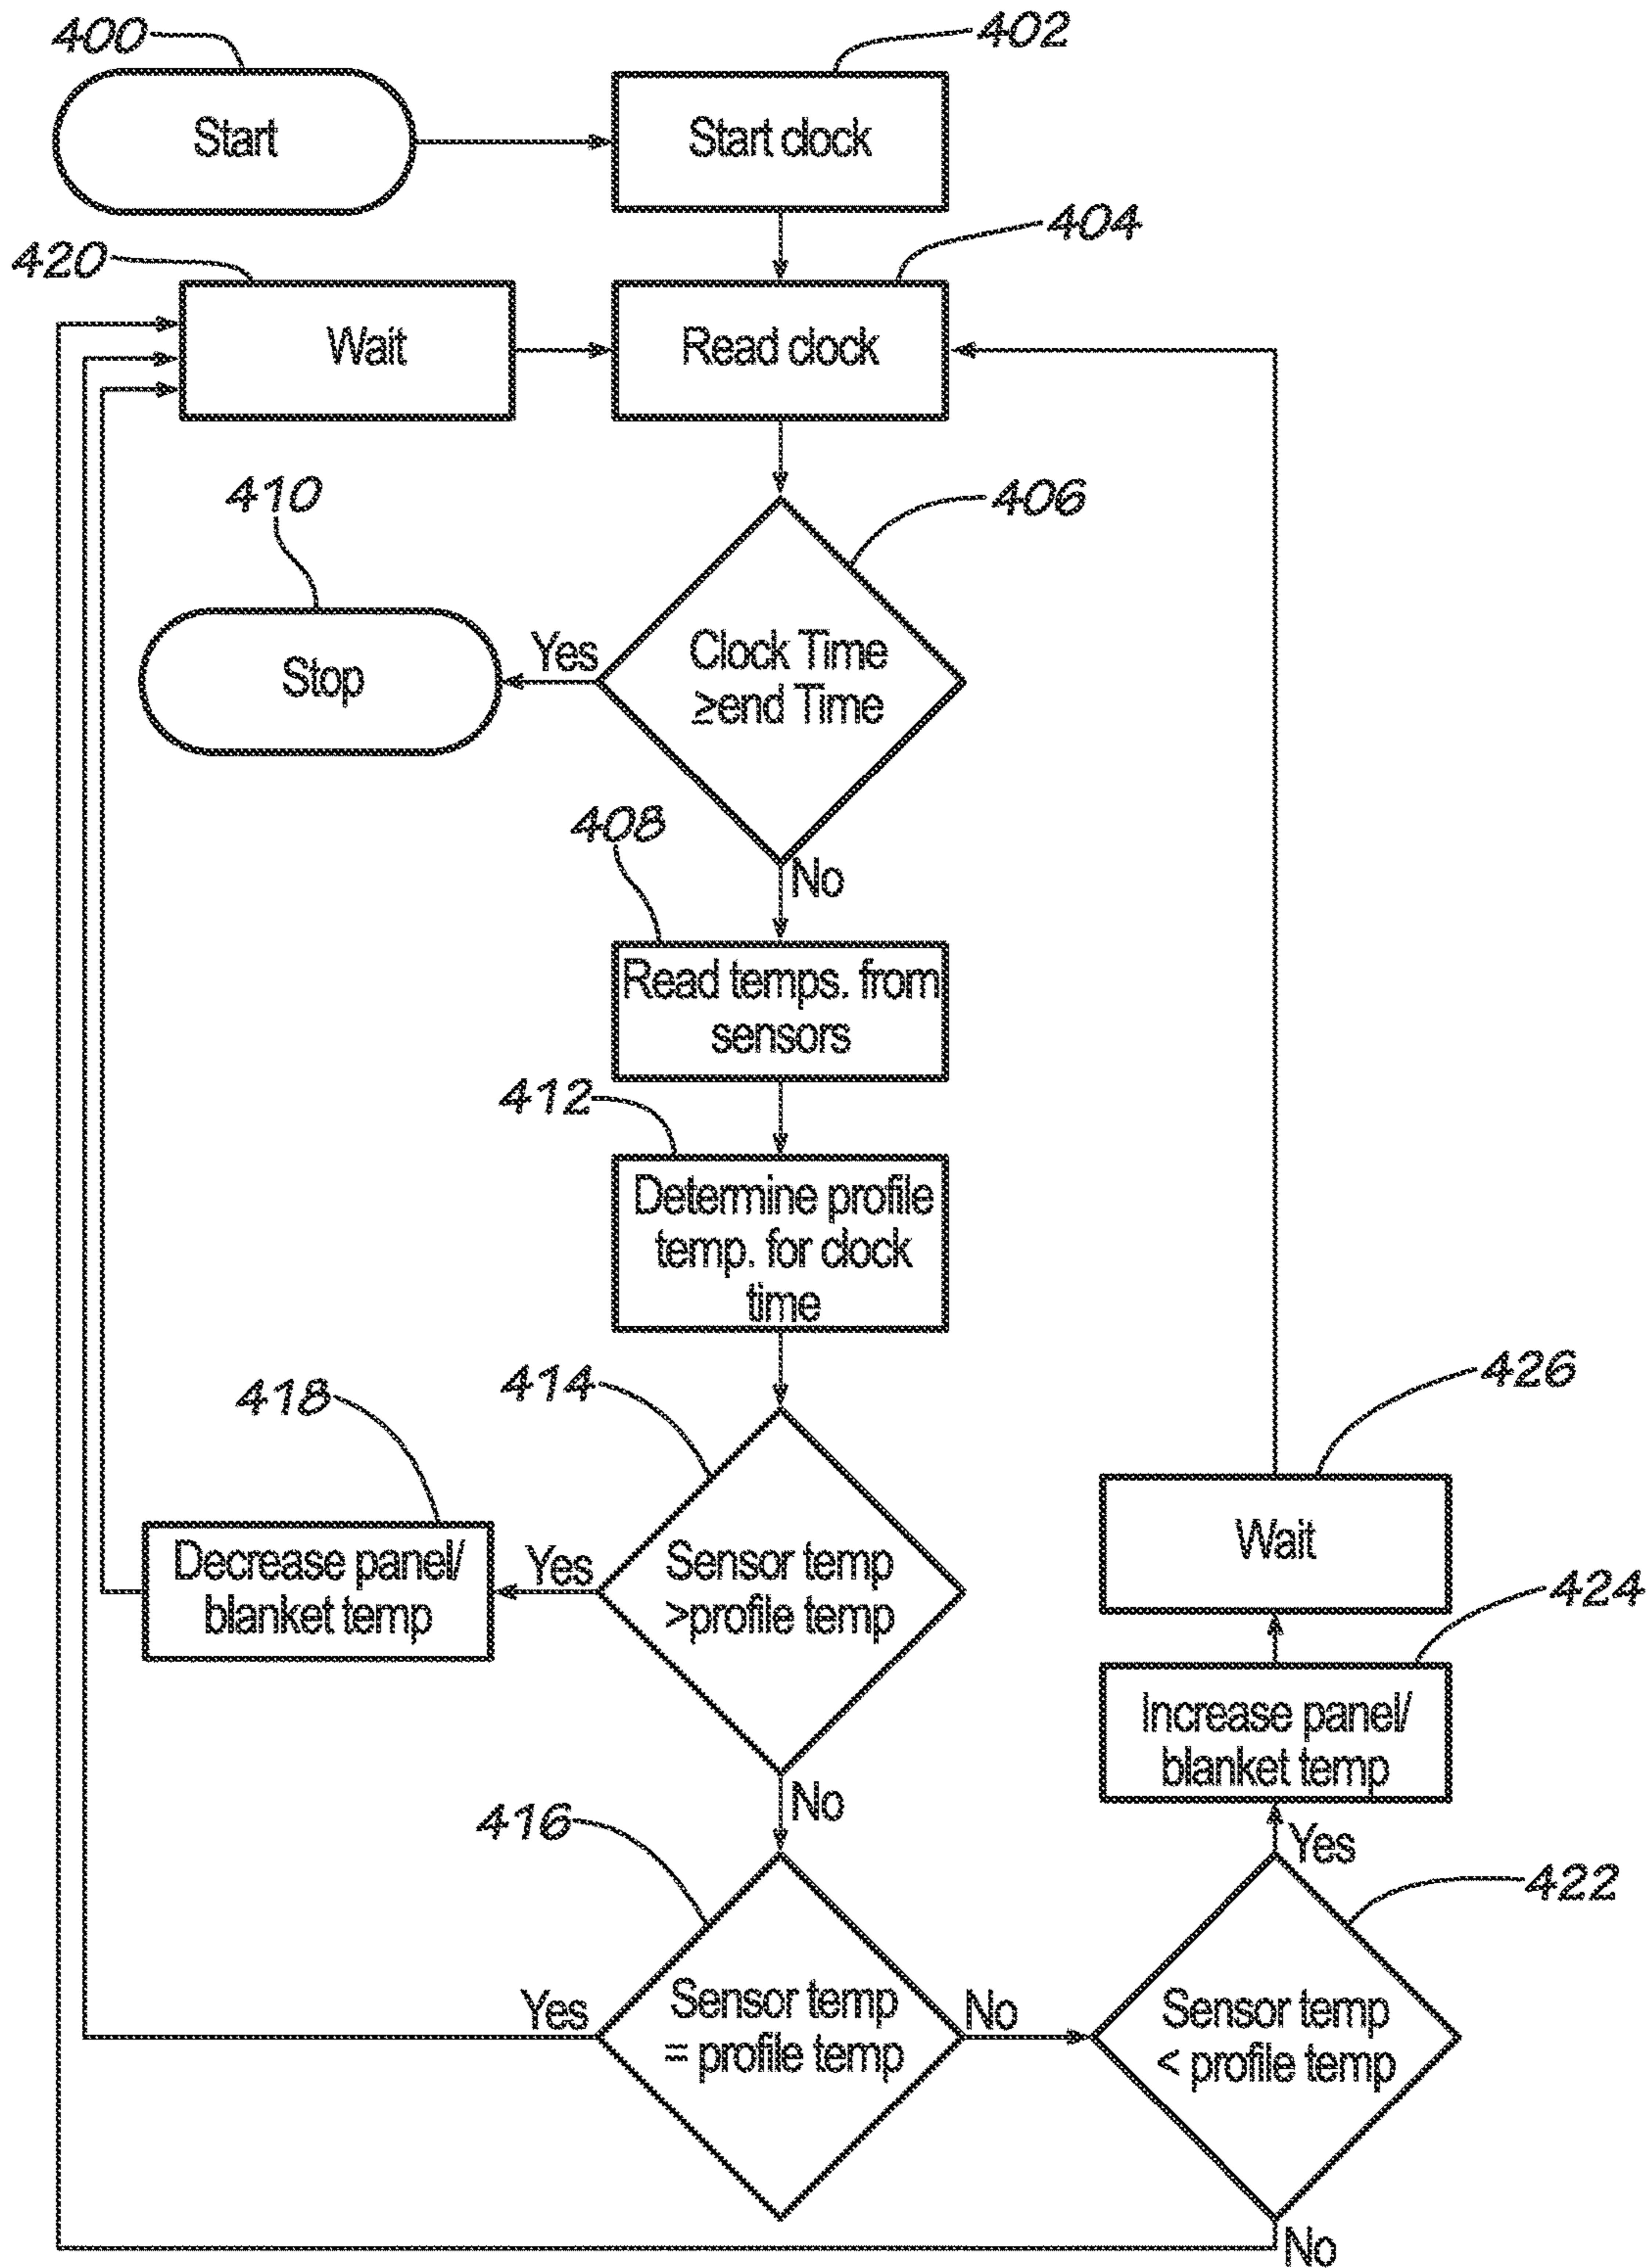 400
402
Start
Start clock
404
420
Wait
Read clock
410
406
Stop
Yes
Clock Time
≥end Time
408
No
Read temps. from
sensors
412
Determine profile
temp. for clock
time
426
418
414
Wait
Decrease panel/
blanket temp
Yes
Sensor temp
>profile temp
424
Increase panel/
blanket temp
No
416
Yes
422
Yes
Sensor temp
= profile temp
No
Sensor temp
< profile temp
No